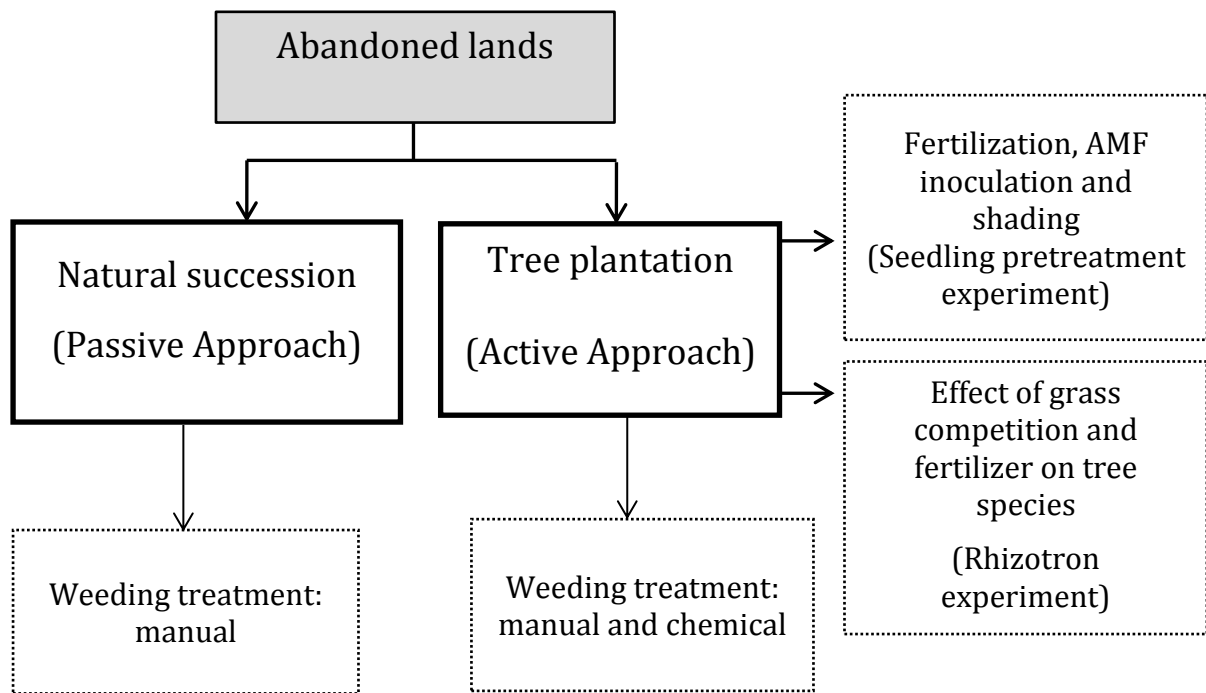 Abandoned lands
Natural succession
(Passive Approach)
Tree plantation
(Active Approach)
Fertilization, AMF
inoculation and
shading
(Seedling pretreatment
experiment)
Effect of grass
competition and
fertilizer on tree
species
(Rhizotron
experiment)
Weeding treatment:
manual
Weeding treatment:
manual and chemical